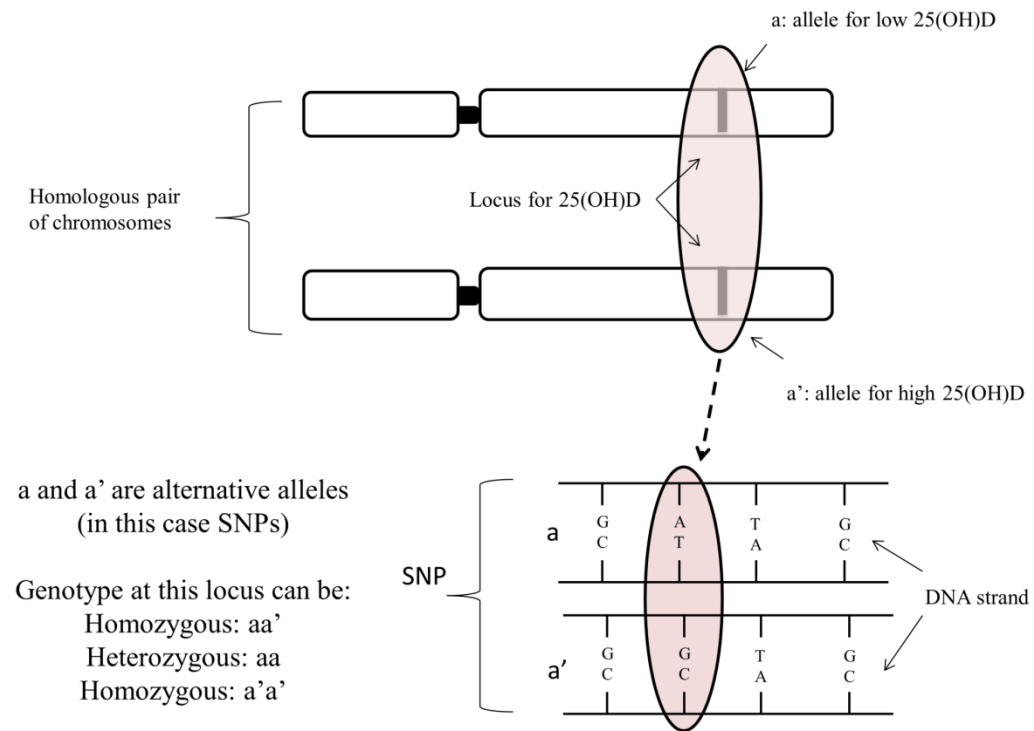 a: allele for low 25(OH)D
Homologous pair
of chromosomes
Locus for 25(OH)D
a’: allele for high 25(OH)D
a and a’ are alternative alleles
(in this case SNPs)
Genotype at this locus can be:
Homozygous: aa’
Heterozygous: aa
Homozygous: a’a’
SNP
a
G A T G
C T A C
DNA strand
a’
G G T G
C C A C